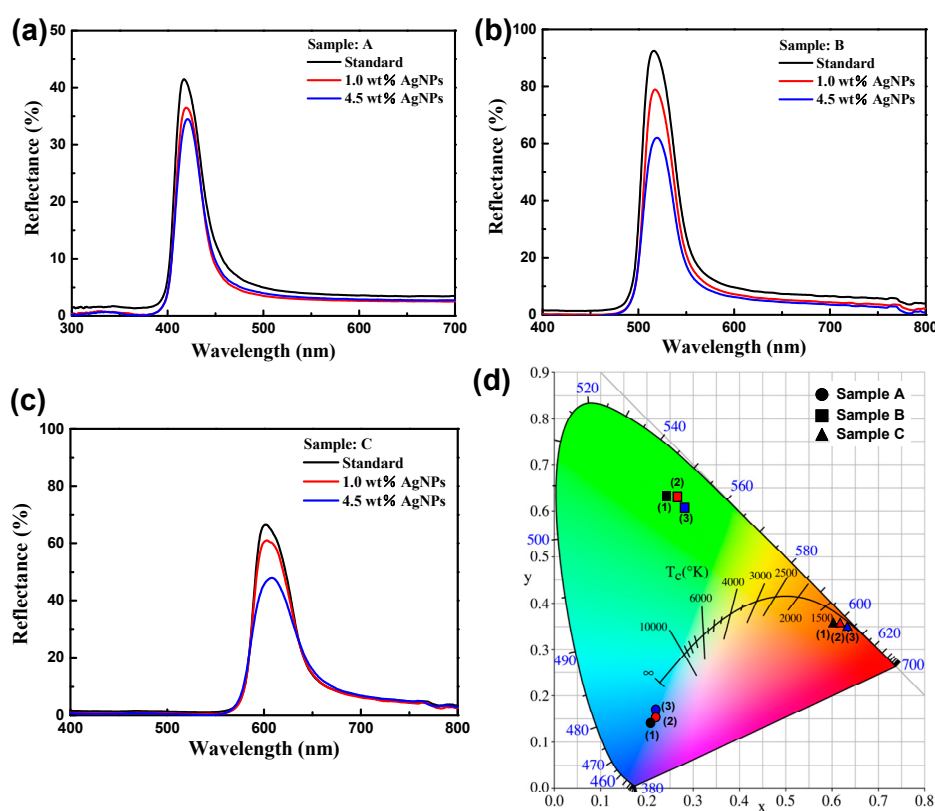 (a)
50
40
30
20
10
0
300
400
500
600
700
Reflectance (%)
Wavelength (nm)
Sample: A
Standard
1.0 wt% AgNPs
4.5 wt% AgNPs
(b)
100
80
60
40
20
0
400
500
600
700
800
Reflectance (%)
Wavelength (nm)
Sample: B
Standard
1.0 wt% AgNPs
4.5 wt% AgNPs
(c)
100
80
60
40
20
0
400
500
600
700
800
Reflectance (%)
Wavelength (nm)
Sample: C
Standard
1.0 wt% AgNPs
4.5 wt% AgNPs
(d)
Sample A
Sample B
Sample C
0.9
0.8
0.7
0.6
0.5
y
0.4
0.3
0.2
0.1
0.0
0.0
0.1
0.2
0.3
0.4
0.5
0.6
0.7
0.8
x
520
540
560
580
600
620
700
500
490
480
470
460
380
Tc(°K)
∞
10000
6000
4000
3000
2500
2000
1500
(1)
(2)
(3)
(1)
(2)
(3)
(1)
(2)
(3)